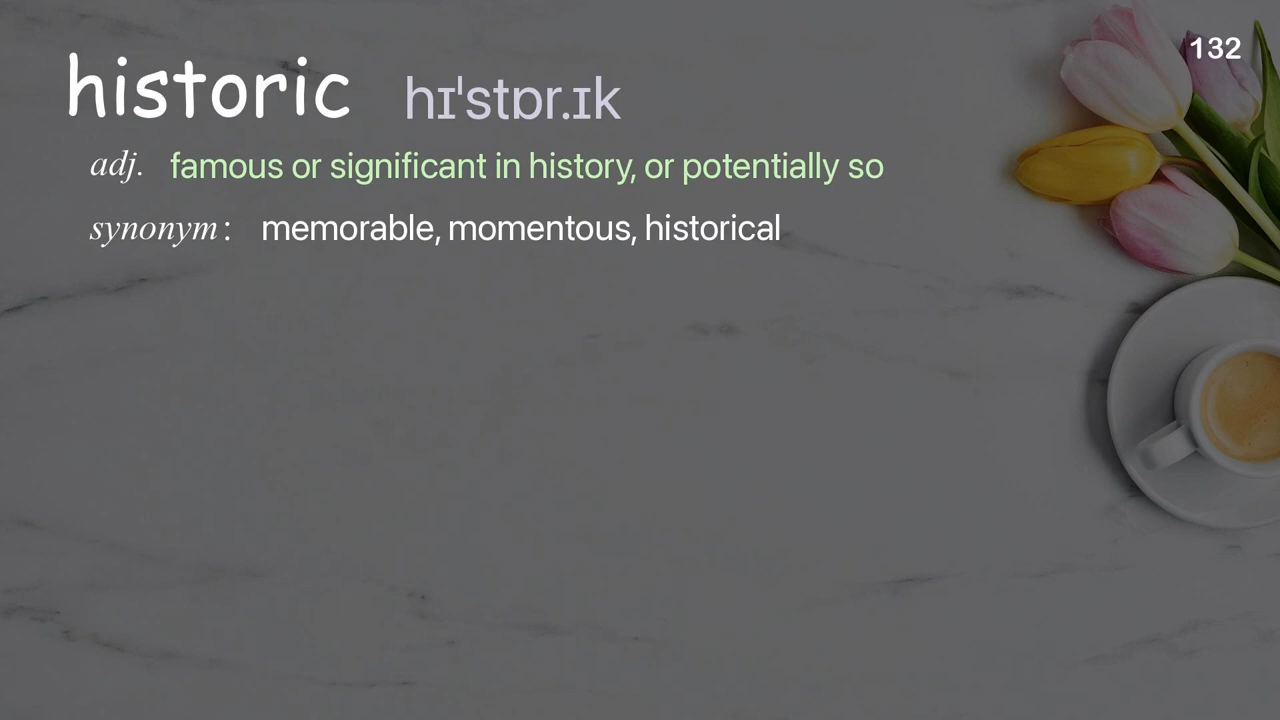 132
historic hɪˈstɒr.ɪk
adj. famous or significant in history, or potentially so
synonym : memorable, momentous, historical